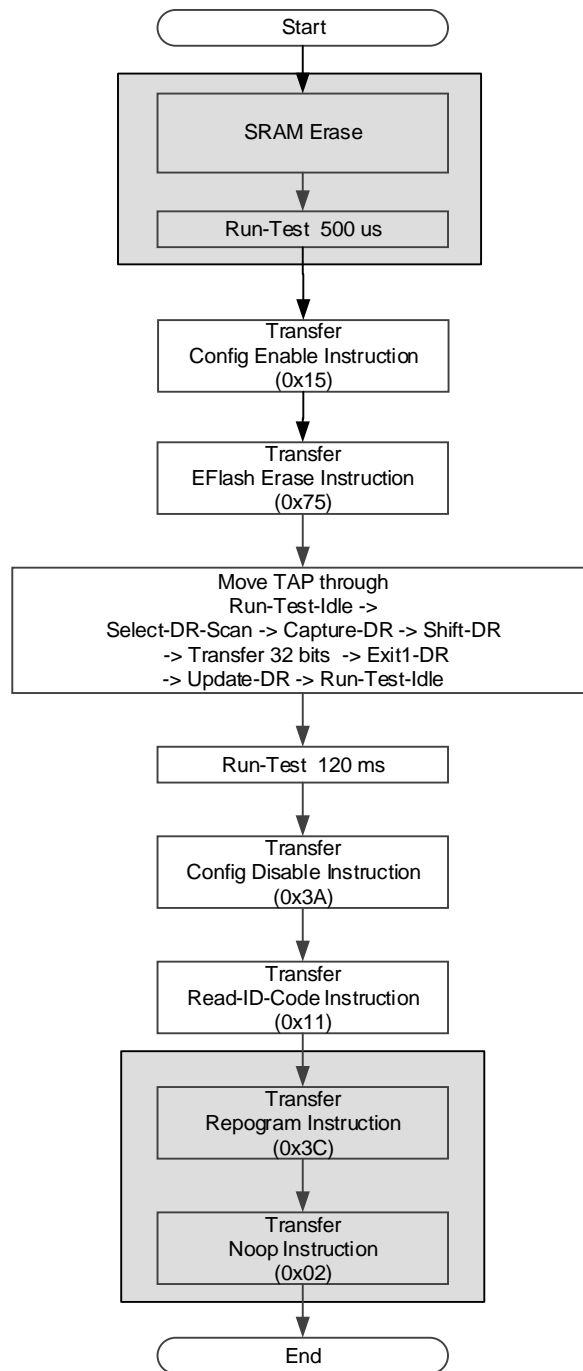 Start
SRAM Erase
Run-Test 500 us
Transfer
Config Enable Instruction
(0x15)
Transfer
EFlash Erase Instruction
(0x75)
Move TAP through
Run-Test-Idle ->
Select-DR-Scan -> Capture-DR -> Shift-DR
-> Transfer 32 bits -> Exit1-DR
-> Update-DR -> Run-Test-Idle
Run-Test 120 ms
Transfer
Config Disable Instruction
(0x3A)
Transfer
Read-ID-Code Instruction
(0x11)
Transfer
Repogram Instruction
(0x3C)
Transfer
Noop Instruction
(0x02)
End